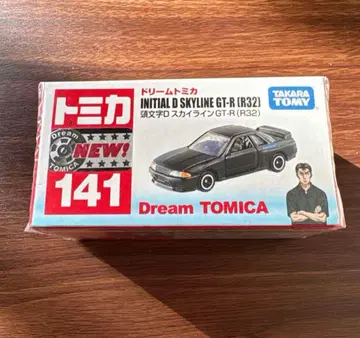 トミカ
Dream
NEW!
TOMICA
141
ドリームトミカ
INITIAL D SKYLINE GT-R (R32)
頭文字D スカイラインGT-R(R32)
TAKARA
TOMY
Dream TOMICA